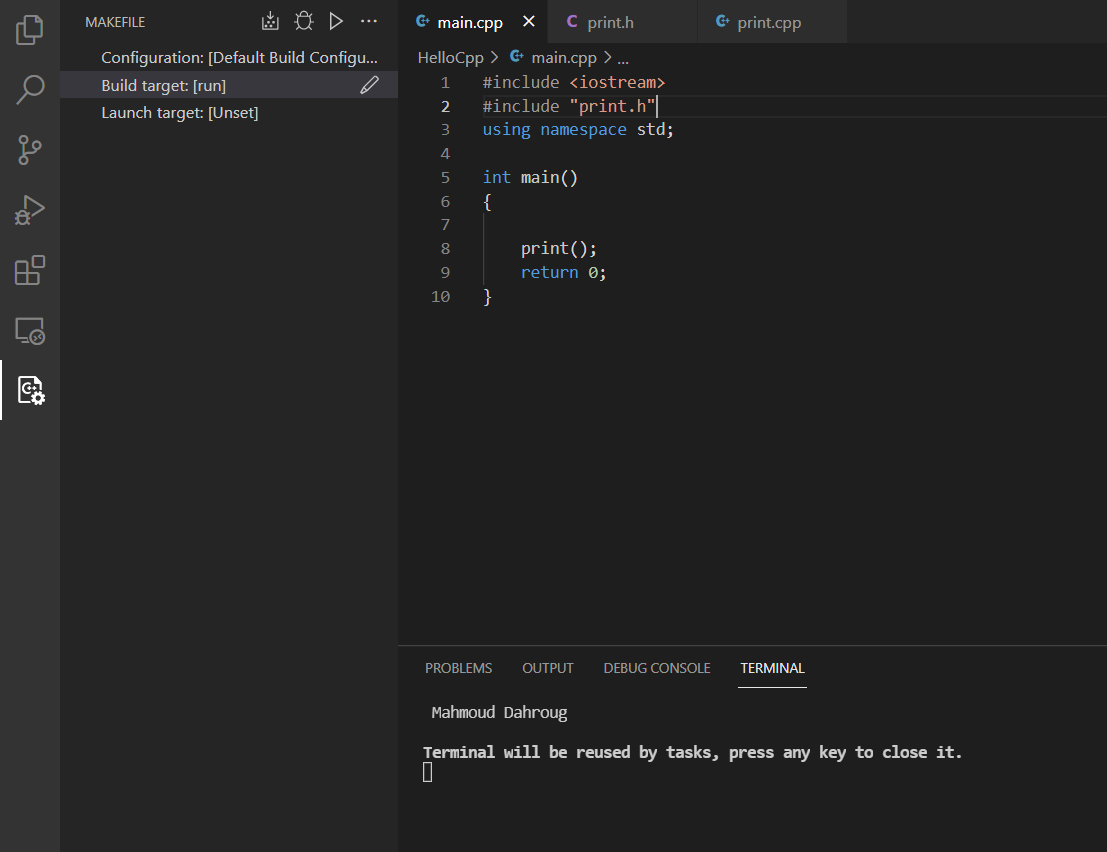 MAKEFILE
Configuration: [Default Build Configu...
Build target: [run]
Launch target: [Unset]
main.cpp
print.h
print.cpp
HelloCpp > main.cpp > ...
1 #include <iostream>
2 #include "print.h"
3 using namespace std;
4
5 int main()
6 {
7
8     print();
9     return 0;
10 }
PROBLEMS OUTPUT DEBUG CONSOLE TERMINAL
Mahmoud Dahroug
Terminal will be reused by tasks, press any key to close it.